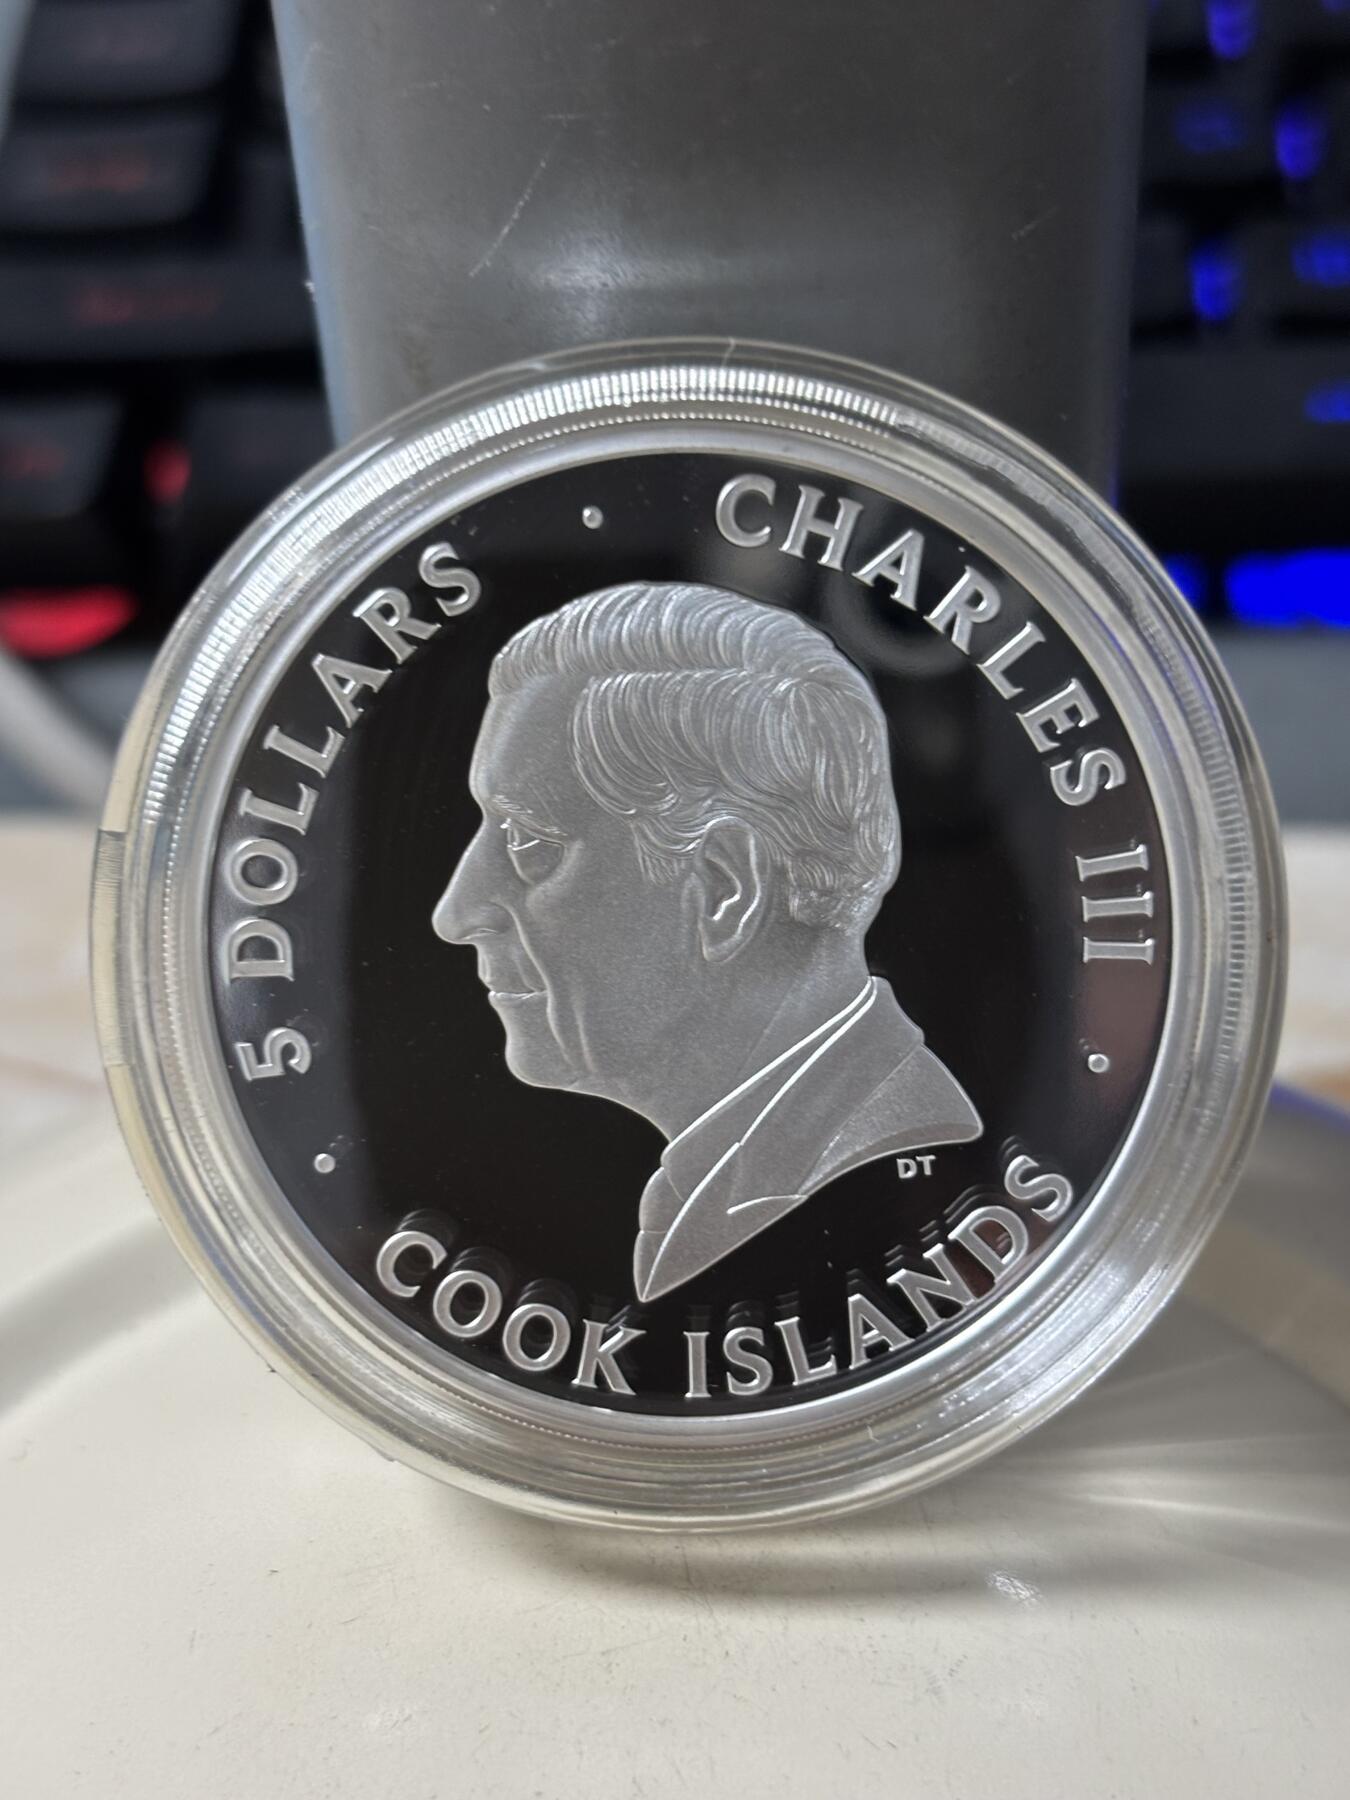 5 DOLLARS · CHARLES III ·
COOK ISLANDS ·
DT